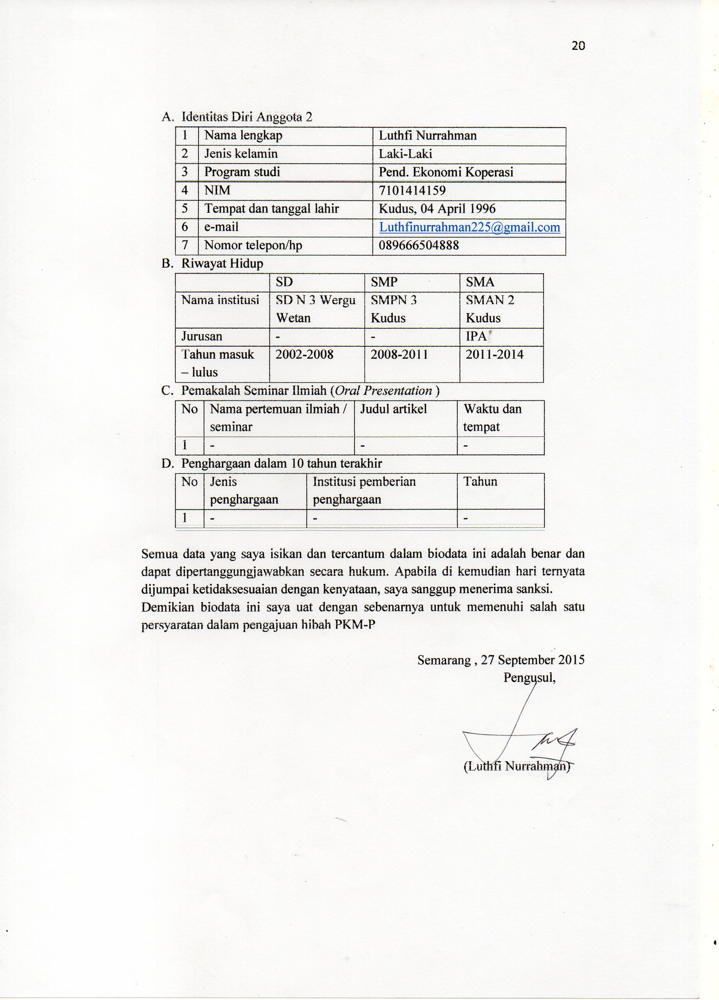 20
A. Identitas Diri Anggota 2
1 Nama lengkap Luthfi Nurrahman
2 Jenis kelamin Laki-Laki
3 Program studi Pend. Ekonomi Koperasi
4 NIM 7101414159
5 Tempat dan tanggal lahir Kudus, 04 April 1996
6 e-mail Luthfinurrahman225@gmail.com
7 Nomor telepon/hp 089666504888
B. Riwayat Hidup
SD SMP SMA
Nama institusi SD N 3 Wergu SMPN 3 SMAN 2
Wetan Kudus Kudus
Jurusan - - IPA
Tahun masuk 2002-2008 2008-2011 2011-2014
– lulus
C. Pemakalah Seminar Ilmiah (Oral Presentation )
No Nama pertemuan ilmiah / Judul artikel Waktu dan
seminar tempat
1 - - -
D. Penghargaan dalam 10 tahun terakhir
No Jenis Institusi pemberian Tahun
penghargaan penghargaan
1 - - -
Semua data yang saya isikan dan tercantum dalam biodata ini adalah benar dan
dapat dipertanggungjawabkan secara hukum. Apabila di kemudian hari ternyata
dijumpai ketidaksesuaian dengan kenyataan, saya sanggup menerima sanksi.
Demikian biodata ini saya uat dengan sebenarnya untuk memenuhi salah satu
persyaratan dalam pengajuan hibah PKM-P
Semarang , 27 September 2015
Pengusul,
(Luthfi Nurrahman)